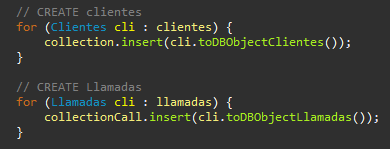 // CREATE clientes
for (Clientes cli : clientes) {
    collection.insert(cli.toDBObjectClientes());
}
// CREATE Llamadas
for (Llamadas cli : llamadas) {
    collectionCall.insert(cli.toDBObjectLlamadas());
}